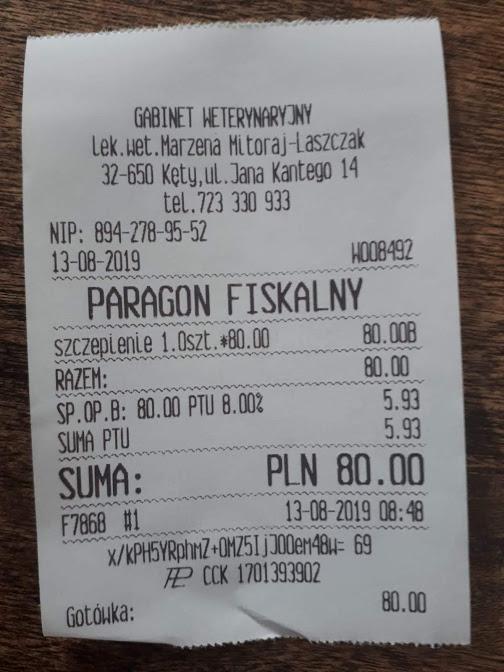 GABINET WETERYNARYJNY
Lek.wet.Marzena Mitoraj-Laszczak
32-650 Kęty,ul.Jana Kantego 14
tel.723 330 933
NIP: 894-278-95-52
13-08-2019 W008492
PARAGON FISKALNY
szczepienie 1.0szt.*80.00 80.00B
RAZEM: 80.00
SP.OP.B: 80.00 PTU 8.00% 5.93
SUMA PTU 5.93
SUMA: PLN 80.00
F7868 #1 13-08-2019 08:48
x/kPH5YRphmZ+OMZ5IjJOOem48w= 69
CCK 1701393902
Gotówka: 80.00